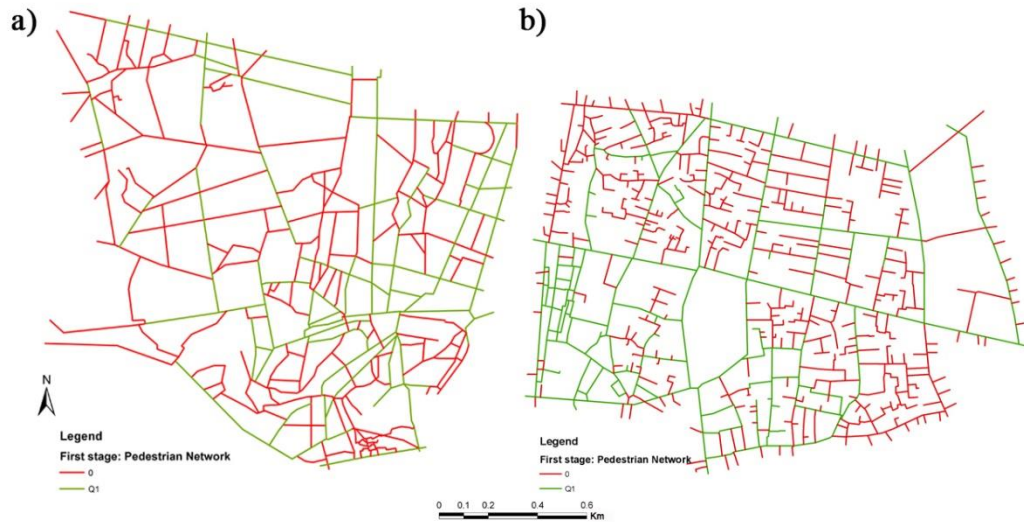 a)
b)
N
Legend
First stage: Pedestrian Network
0
Q1
Legend
First stage: Pedestrian Network
0
Q1
0 0.1 0.2 0.4 0.6
Km